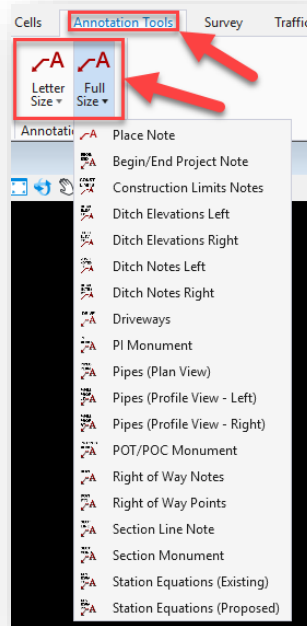 Cells Annotation Tools Survey Traffi
Letter Size Full Size
Annotati
Place Note
Begin/End Project Note
Construction Limits Notes
Ditch Elevations Left
Ditch Elevations Right
Ditch Notes Left
Ditch Notes Right
Driveways
PI Monument
Pipes (Plan View)
Pipes (Profile View - Left)
Pipes (Profile View - Right)
POT/POC Monument
Right of Way Notes
Right of Way Points
Section Line Note
Section Monument
Station Equations (Existing)
Station Equations (Proposed)